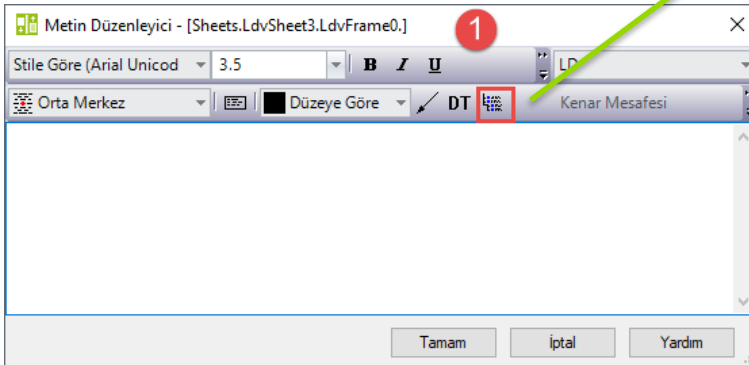 Metin Düzenleyici - [Sheets.LdvSheet3.LdvFrame0.]
1
Stile Göre (Arial Unicod 3.5 B I U LD
Orta Merkez Düzeye Göre DT Kenar Mesafesi
Tamam İptal Yardım